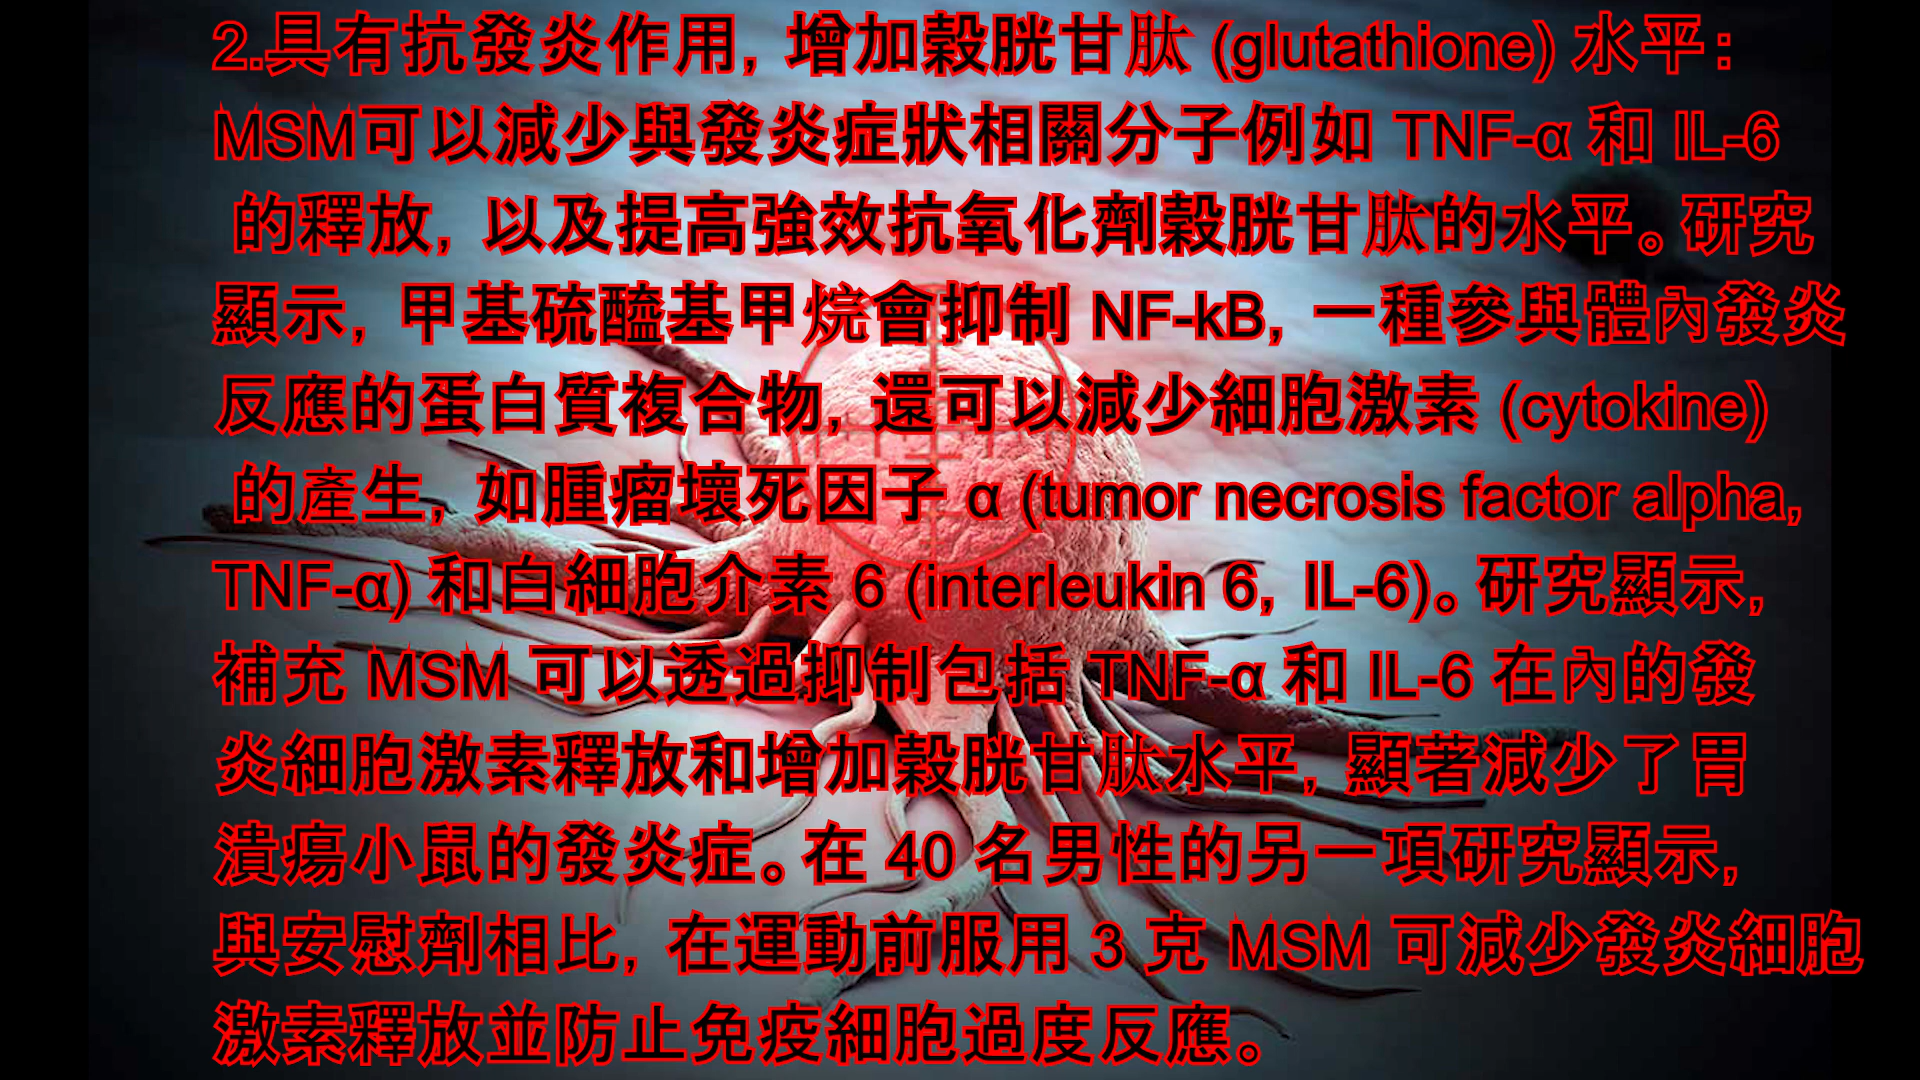 2.具有抗發炎作用，增加穀胱甘肽 (glutathione) 水平：
MSM可以減少與發炎症狀相關分子例如 TNF-α 和 IL-6
的釋放，以及提高強效抗氧化劑穀胱甘肽的水平。研究
顯示，甲基硫醯基甲烷會抑制 NF-kB，一種參與體內發炎
反應的蛋白質複合物，還可以減少細胞激素 (cytokine)
的產生，如腫瘤壞死因子 α (tumor necrosis factor alpha,
TNF-α) 和白細胞介素 6 (interleukin 6，IL-6)。研究顯示，
補充 MSM 可以透過抑制包括 TNF-α 和 IL-6 在內的發
炎細胞激素釋放和增加穀胱甘肽水平，顯著減少了胃
潰瘍小鼠的發炎症。在 40 名男性的另一項研究顯示，
與安慰劑相比，在運動前服用 3 克 MSM 可減少發炎細胞
激素釋放並防止免疫細胞過度反應。